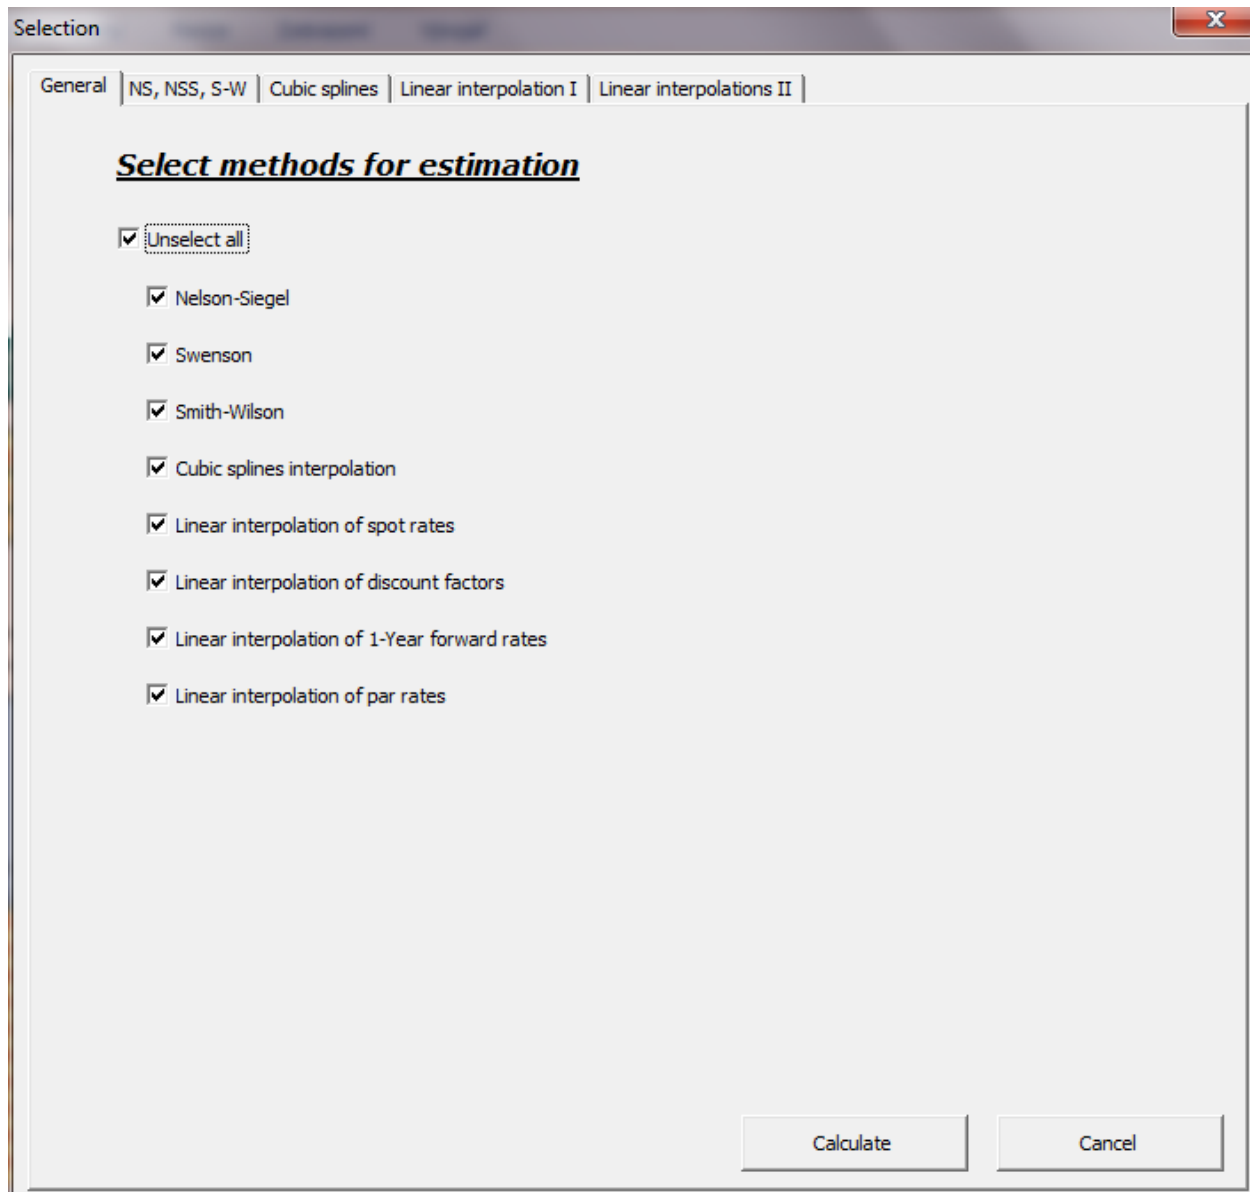 Selection
General
NS, NSS, S-W
Cubic splines
Linear interpolation I
Linear interpolations II
Select methods for estimation
Unselect all
Nelson-Siegel
Swenson
Smith-Wilson
Cubic splines interpolation
Linear interpolation of spot rates
Linear interpolation of discount factors
Linear interpolation of 1-Year forward rates
Linear interpolation of par rates
Calculate
Cancel